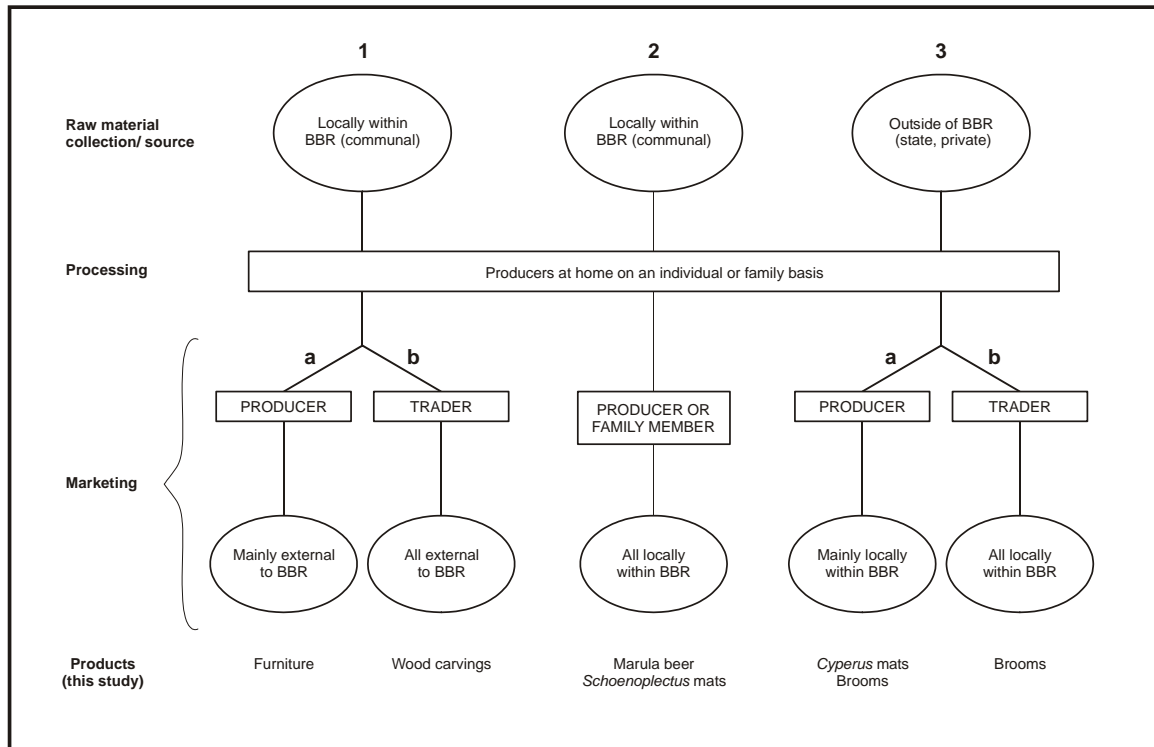 1
2
3
Raw material
collection/ source
Locally within
BBR (communal)
Locally within
BBR (communal)
Outside of BBR
(state, private)
Processing
Producers at home on an individual or family basis
a
b
a
b
PRODUCER
TRADER
PRODUCER OR
FAMILY MEMBER
PRODUCER
TRADER
Marketing
Mainly external
to BBR
All external
to BBR
All locally
within BBR
Mainly locally
within BBR
All locally
within BBR
Products
(this study)
Furniture
Wood carvings
Marula beer
Schoenoplectus mats
Cyperus mats
Brooms
Brooms